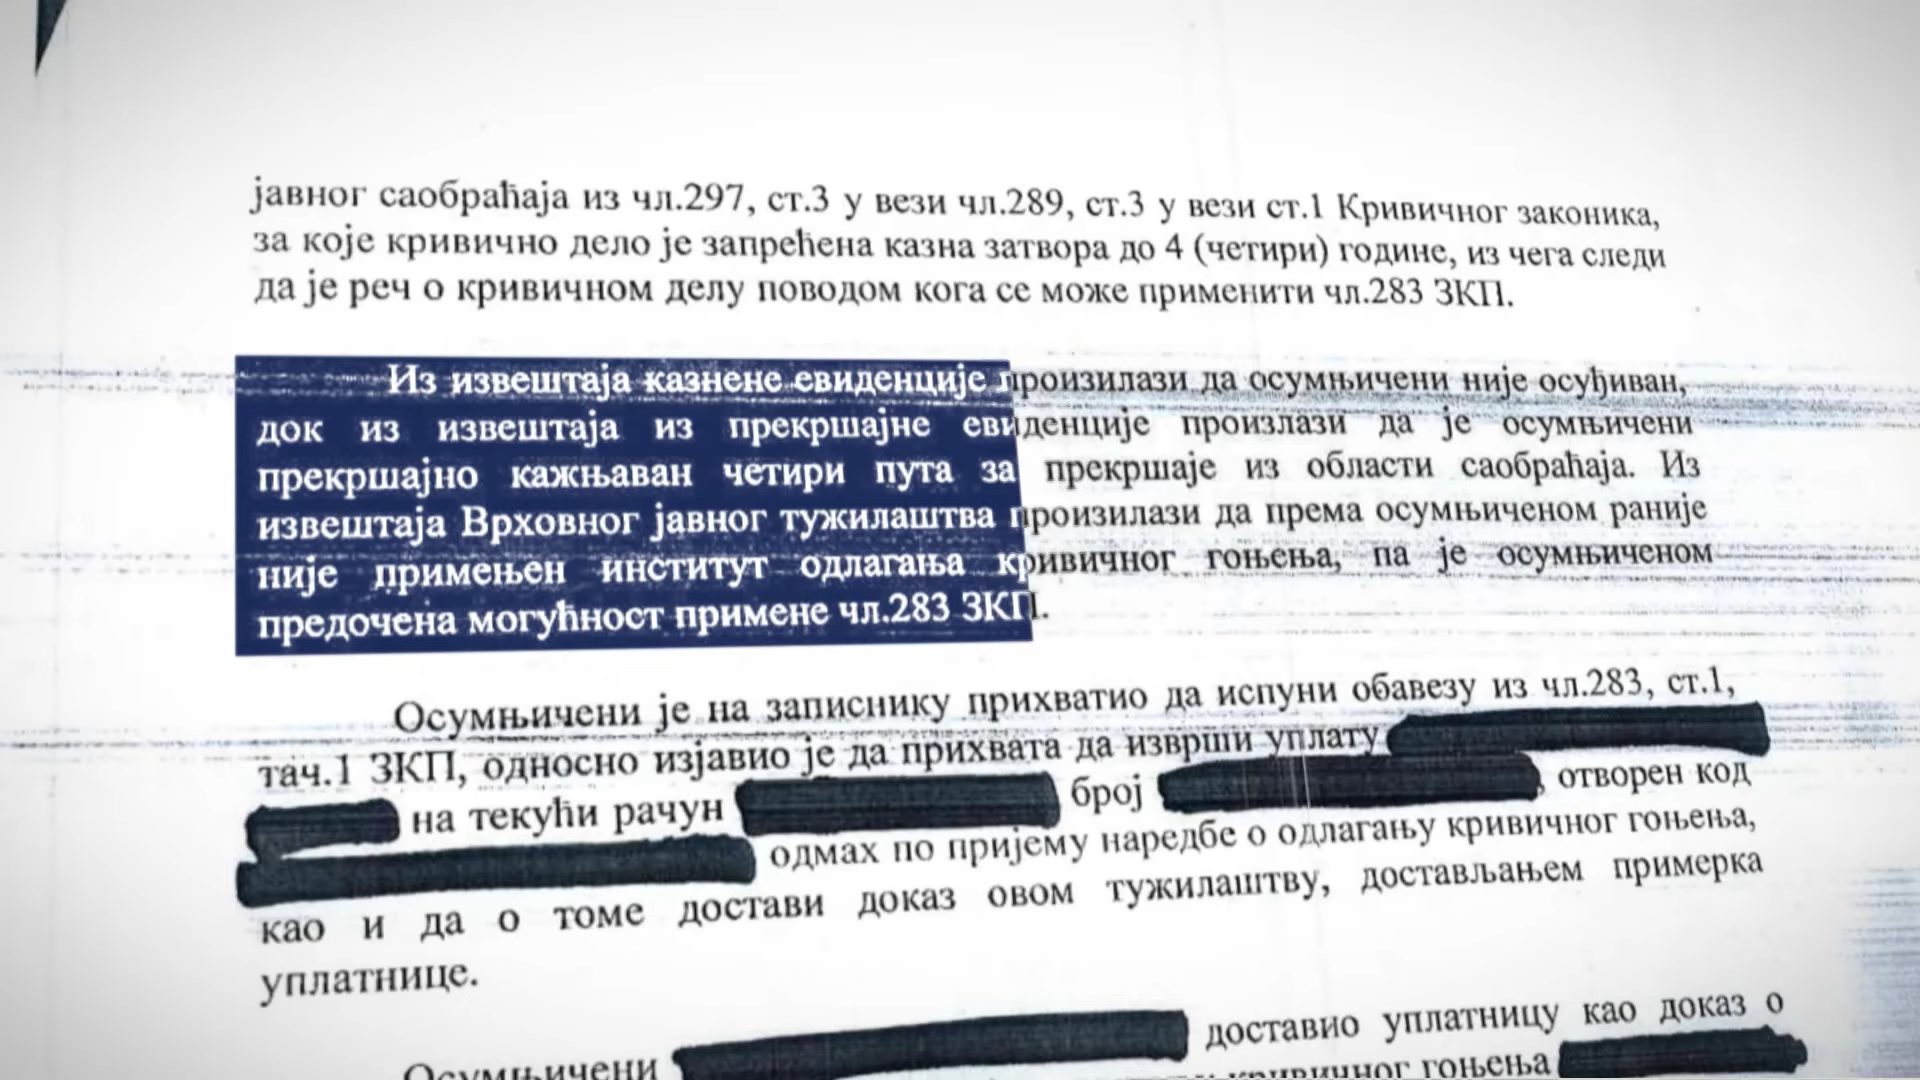 јавног саобраћаја из чл.297, ст.3 у вези чл.289, ст.3 у вези ст.1 Кривичног законика,
за које кривично дело је запрећена казна затвора до 4 (четири) године, из чега следи
да је реч о кривичном делу поводом кога се може применити чл.283 ЗКП.
Из извештаја казнене евиденције произилази да осумњичени није осуђиван,
док из извештаја из прекршајне евиденције произлази да је осумњичени
прекршајно кажњаван четири пута за прекршаје из области саобраћаја. Из
извештаја Врховног јавног тужилаштва произилази да према осумњиченом раније
није примењен институт одлагања кривичног гоњења, па је осумњиченом
предочена могућност примене чл.283 ЗКП.
Осумњичени је на записнику прихватио да испуни обавезу из чл.283, ст.1,
тач.1 ЗКП, односно изјавио је да прихвата да изврши уплату
на текући рачун број , отворен код
одмах по пријему наредбе о одлагању кривичног гоњења,
као и да о томе достави доказ овом тужилаштву, достављањем примерка
уплатнице.
Осумњичени доставио уплатницу као доказ о
кривичног гоњења